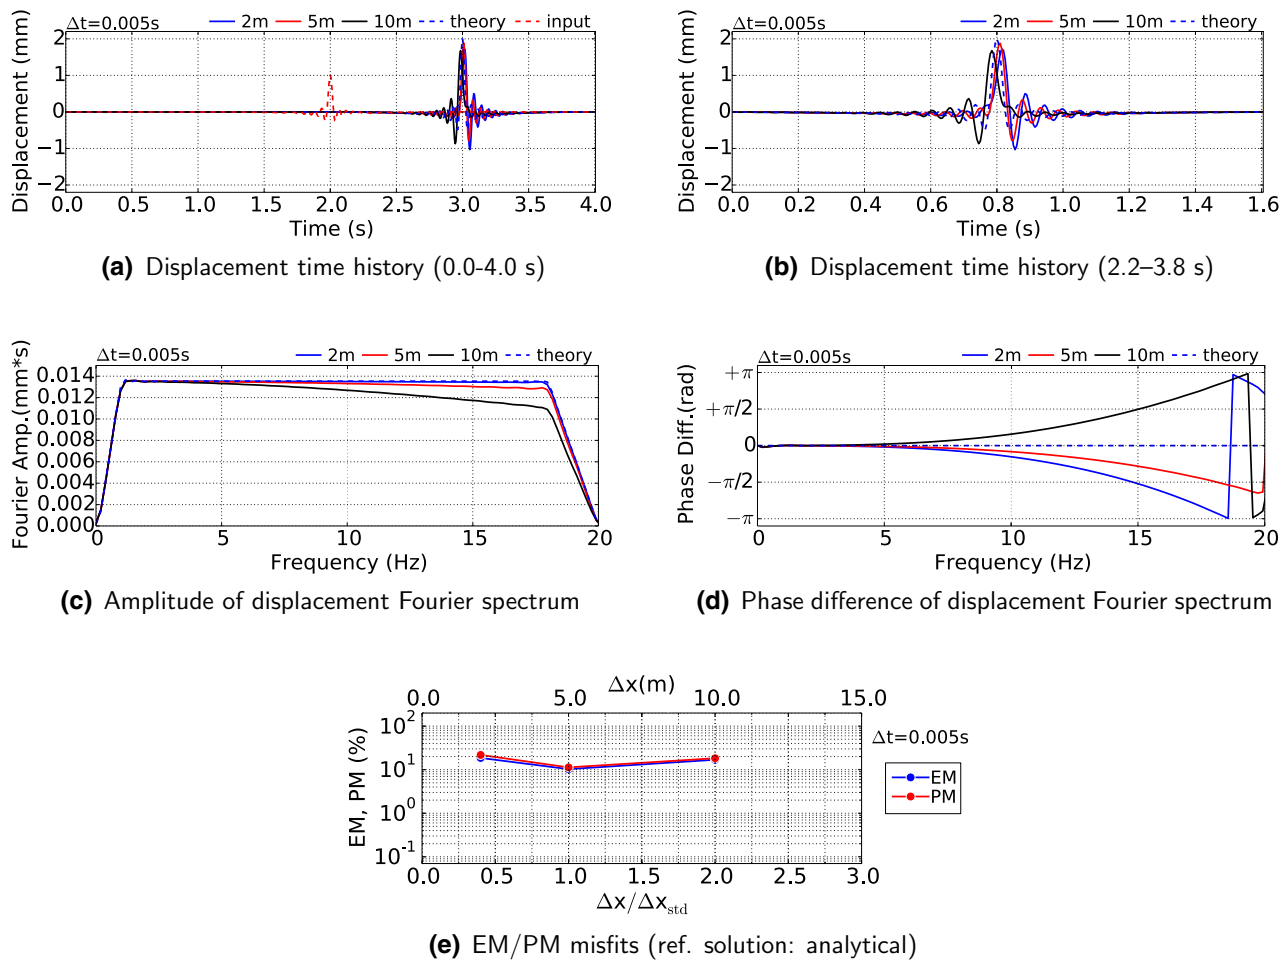 Δt=0.005s 2m 5m 10m theory input
Displacement (mm)
2
1
0
−1
−2
0.0 0.5 1.0 1.5 2.0 2.5 3.0 3.5 4.0
Time (s)
(a) Displacement time history (0.0-4.0 s)
Δt=0.005s 2m 5m 10m theory
Displacement (mm)
2
1
0
−1
−2
0.0 0.2 0.4 0.6 0.8 1.0 1.2 1.4 1.6
Time (s)
(b) Displacement time history (2.2–3.8 s)
Δt=0.005s 2m 5m 10m theory
Fourier Amp.(mm*s)
0.014
0.012
0.010
0.008
0.006
0.004
0.002
0.000
0 5 10 15 20
Frequency (Hz)
(c) Amplitude of displacement Fourier spectrum
Δt=0.005s 2m 5m 10m theory
Phase Diff.(rad)
+π
+π/2
0
−π/2
−π
0 5 10 15 20
Frequency (Hz)
(d) Phase difference of displacement Fourier spectrum
Δx(m)
0.0 5.0 10.0 15.0
EM, PM (%)
10²
10¹
10⁰
10⁻¹
0.0 0.5 1.0 1.5 2.0 2.5 3.0
Δx/Δx_std
Δt=0.005s
EM
PM
(e) EM/PM misfits (ref. solution: analytical)